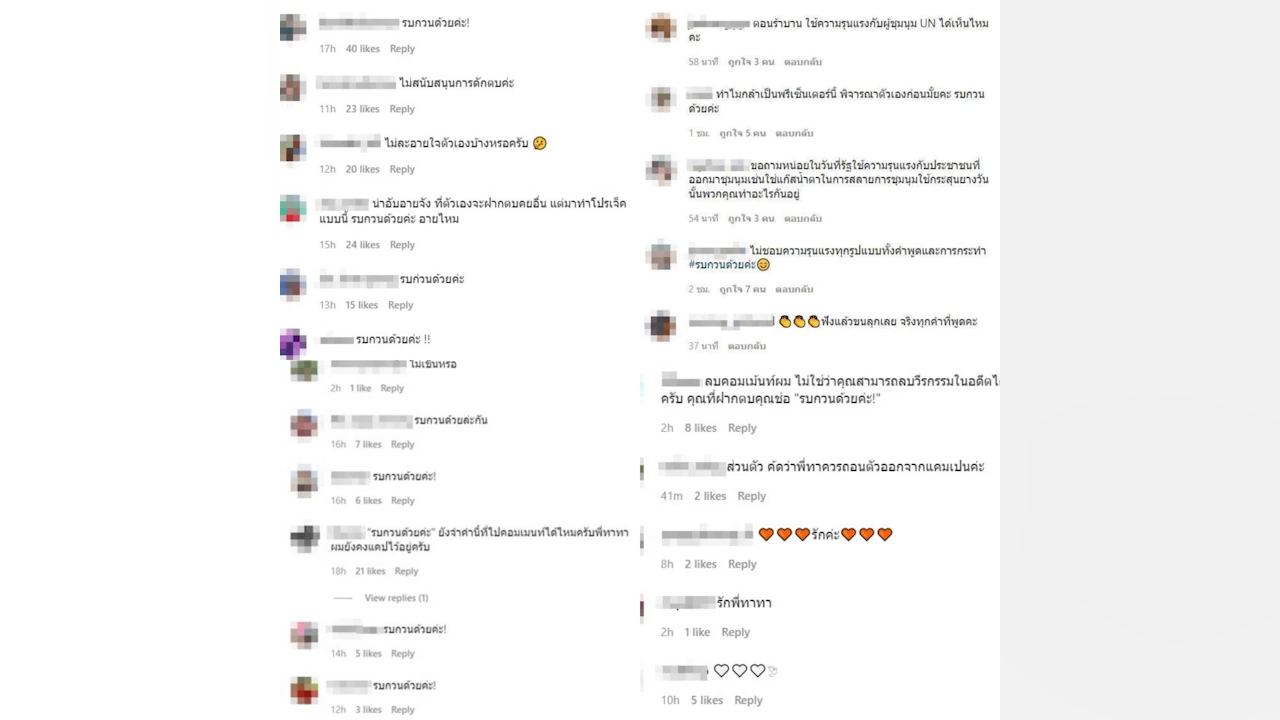 รบกวนด้วยค่ะ!
17h 40 likes Reply
ไม่สนับสนุนการดักตบค่ะ
11h 23 likes Reply
ไม่ละอายใจตัวเองบ้างหรอครับ 🤔
12h 20 likes Reply
น่าอับอายจัง ที่ตัวเองจะฝากตบคยอื่น แต่มาทำโปรเจ็ค
แบบนี้ รบกวนด้วยค่ะ อายไหม
15h 24 likes Reply
รบก่วนด้วยค่ะ
13h 15 likes Reply
รบกวนด้วยค่ะ !!
ไม่เขินหรอ
2h 1 like Reply
รบกวนด้วยล่ะกัน
16h 7 likes Reply
รบกวนด้วยค่ะ!
16h 6 likes Reply
"รบกวนด้วยค่ะ" ยังจำคำนี้ที่ไปคอมเมนท์ได้ไหมครับพี่ทาทา
ผมยังคงแคปไว้อยู่ครับ
18h 21 likes Reply
View replies (1)
รบกวนด้วยค่ะ!
14h 5 likes Reply
รบกวนด้วยค่ะ!
12h 3 likes Reply
ตอนรำบาน ใช้ความรุนแรงกับผู้ชุมนุม UN ได้เห็นไหม
คะ
58 นาที ถูกใจ 3 คน ตอบกลับ
ทำไมกล้าเป็นพรีเซ็นเตอร์นี้ พิจารณาตัวเองก่อนมั้ยคะ รบกวน
ด้วยค่ะ
1 ชม. ถูกใจ 5 คน ตอบกลับ
ขอถามหน่อยในวันที่รัฐใช้ความรุนแรงกับประชาชนที่
ออกมาชุมนุมเช่นใช้แก๊สน้ำตาในการสลายการชุมนุมใช้กระสุนยางวัน
นั้นพวกคุณทำอะไรกันอยู่
54 นาที ถูกใจ 3 คน ตอบกลับ
ไม่ชอบความรุนแรงทุกรูปแบบทั้งคำพูดและการกระทำ
#รบกวนด้วยค่ะ😊
2 ชม. ถูกใจ 7 คน ตอบกลับ
👏👏👏ฟังแล้วขนลุกเลย จริงทุกคำที่พูดคะ
37 นาที ตอบกลับ
ลบคอมเม้นท์ผม ไม่ใช่ว่าคุณสามารถลบวีรกรรมในอดีตได้
ครับ คุณที่ฝากตบคุณช่อ "รบกวนด้วยค่ะ!"
2h 8 likes Reply
ส่วนตัว คิดว่าพี่ทาควรถอนตัวออกจากแคมเปนค่ะ
41m 2 likes Reply
🧡🧡🧡รักค่ะ🧡🧡🧡
8h 2 likes Reply
รักพี่ทาทา
2h 1 like Reply
🤍🤍🤍🕊
10h 5 likes Reply